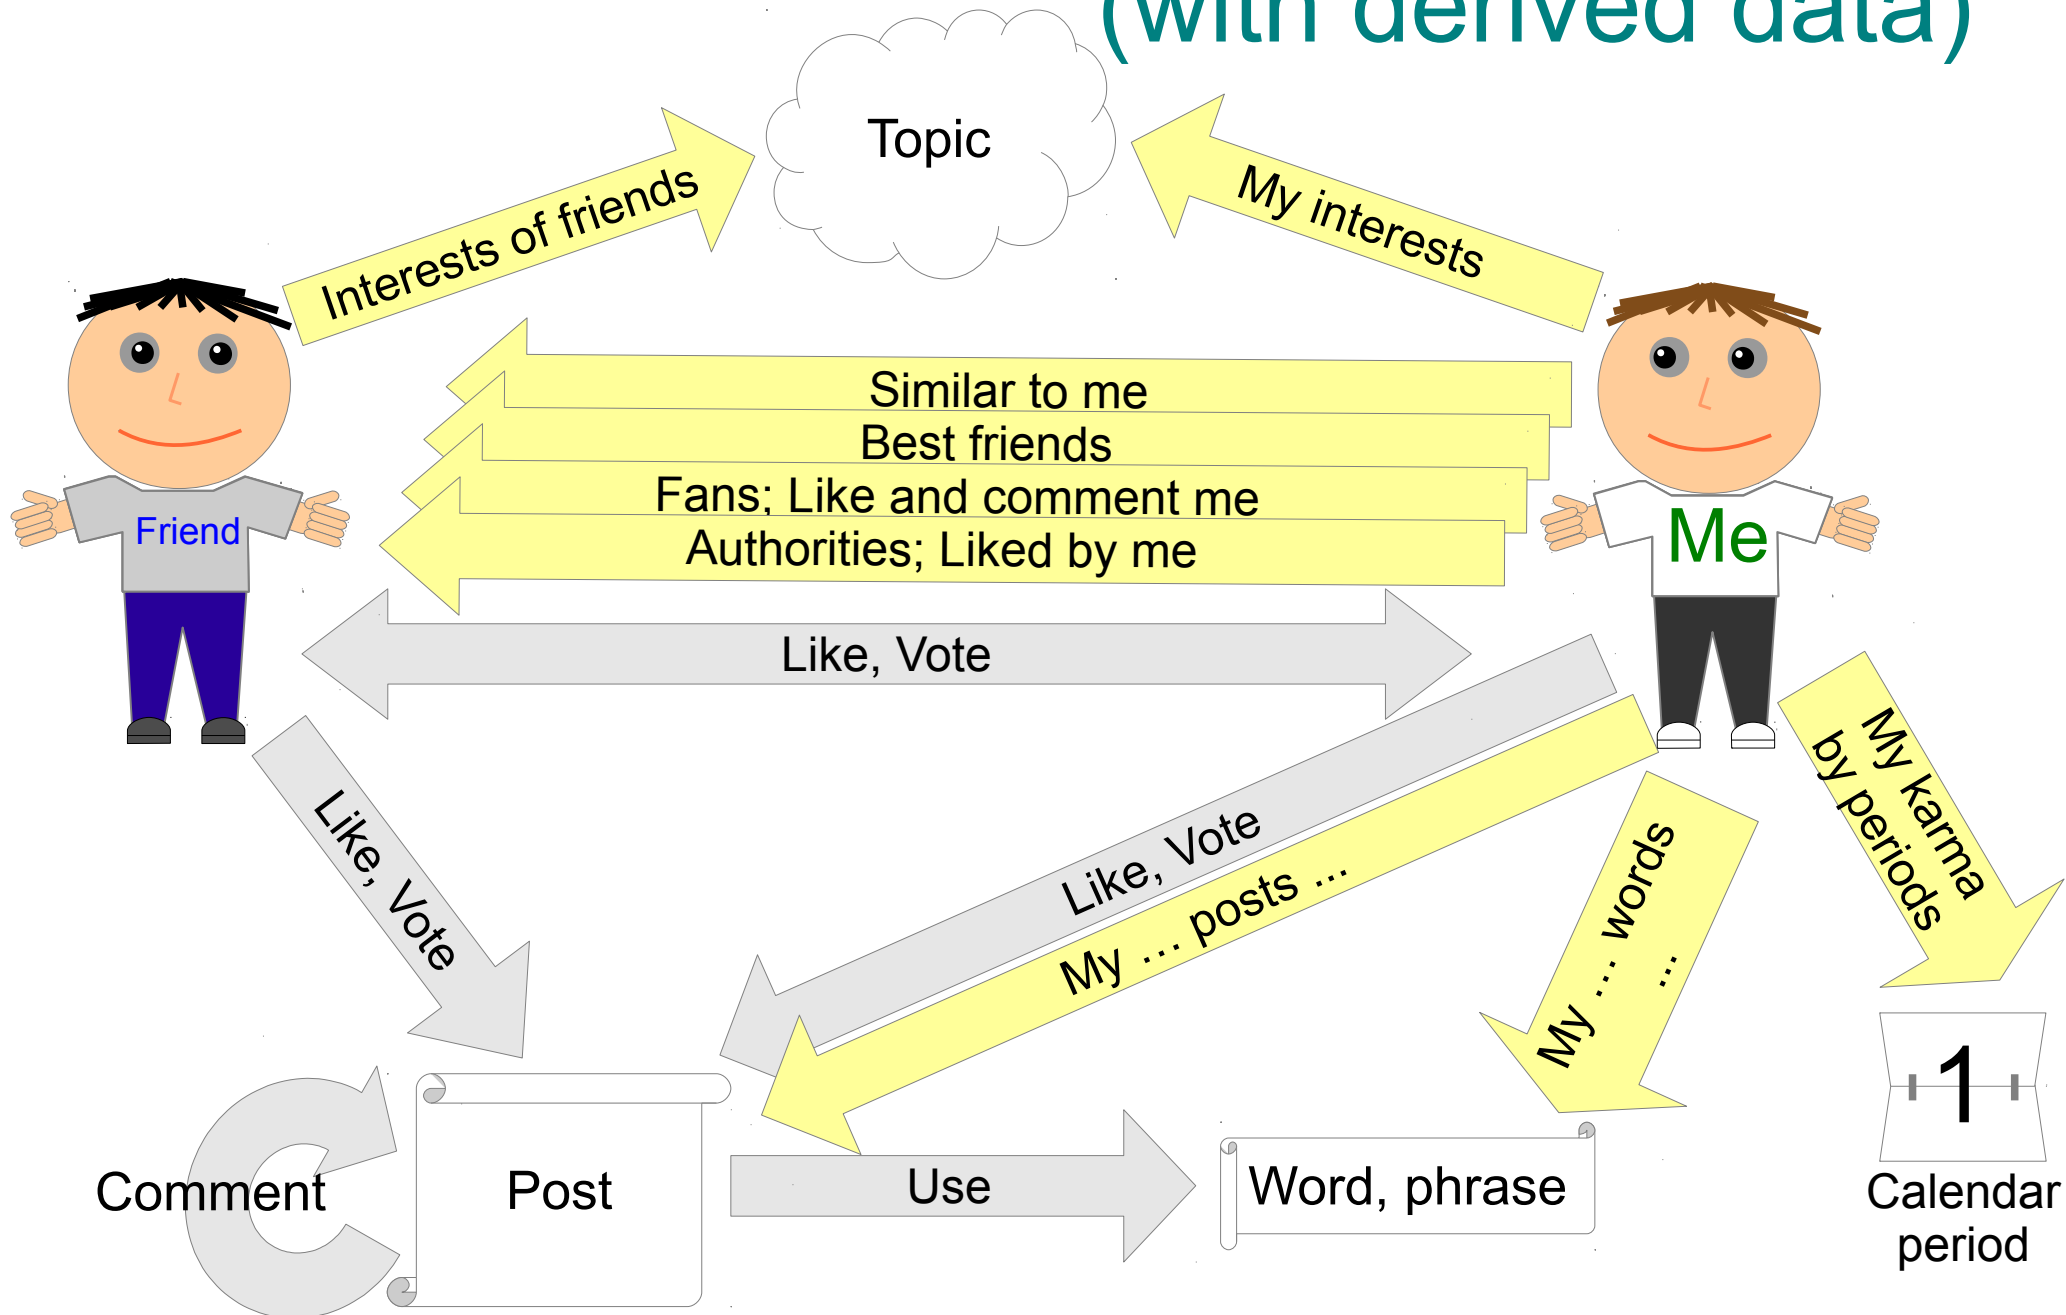 (with derived data)
Topic
Interests of friends
My interests
Similar to me
Best friends
Fans; Like and comment me
Authorities; Liked by me
Friend
Me
Like, Vote
Like, Vote
Like, Vote
My ... posts ...
My ... words
...
My karma
by periods
Comment
Post
Use
Word, phrase
1
Calendar
period